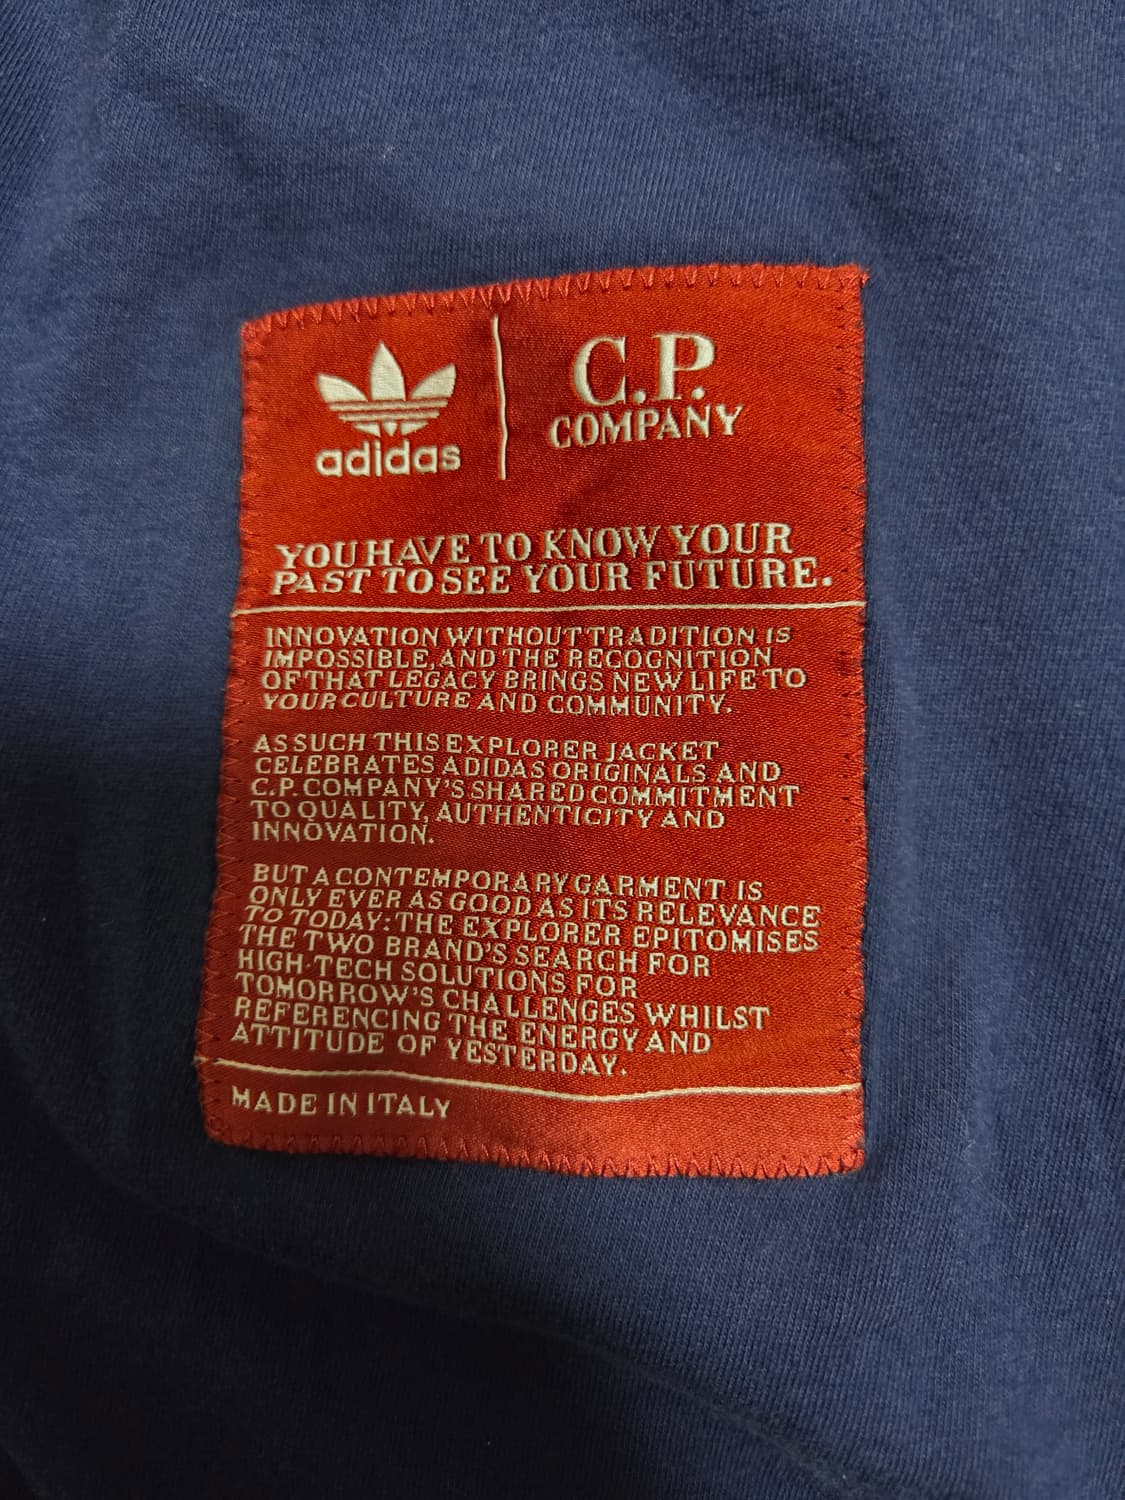 adidas
C.P.
COMPANY
YOU HAVE TO KNOW YOUR
PAST TO SEE YOUR FUTURE.
INNOVATION WITHOUT TRADITION IS
IMPOSSIBLE, AND THE RECOGNITION
OF THAT LEGACY BRINGS NEW LIFE TO
YOUR CULTURE AND COMMUNITY.
AS SUCH THIS EXPLORER JACKET
CELEBRATES ADIDAS ORIGINALS AND
C.P. COMPANY'S SHARED COMMITMENT
TO QUALITY, AUTHENTICITY AND
INNOVATION.
BUT A CONTEMPORARY GARMENT IS
ONLY EVER AS GOOD AS ITS RELEVANCE
TO TODAY: THE EXPLORER EPITOMISES
THE TWO BRAND'S SEARCH FOR
HIGH-TECH SOLUTIONS FOR
TOMORROW'S CHALLENGES WHILST
REFERENCING THE ENERGY AND
ATTITUDE OF YESTERDAY.
MADE IN ITALY